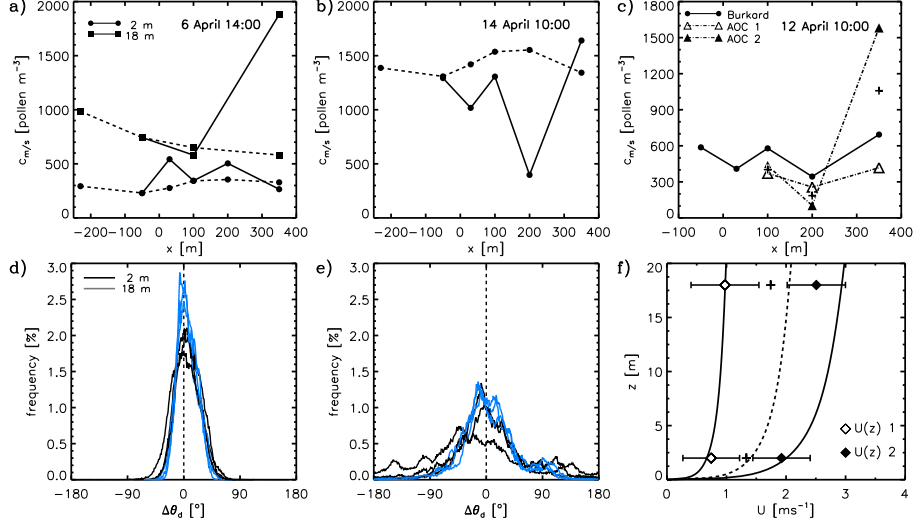 a)
6 April 14:00
2 m
18 m
c_m/s [pollen m⁻³]
2000
1500
1000
500
0
-200
-100
0
100
200
300
400
x [m]
b)
14 April 10:00
c_m/s [pollen m⁻³]
2000
1500
1000
500
0
-200
-100
0
100
200
300
400
x [m]
c)
12 April 10:00
Burkard
AOC 1
AOC 2
c_m/s [pollen m⁻³]
1800
1500
1200
900
600
300
0
-100
0
100
200
300
400
x [m]
d)
2 m
18 m
frequency [%]
3.0
2.5
2.0
1.5
1.0
0.5
0.0
-180
-90
0
90
180
Δθ_d [°]
e)
frequency [%]
3.0
2.5
2.0
1.5
1.0
0.5
0.0
-180
-90
0
90
180
Δθ_d [°]
f)
z [m]
20
15
10
5
0
0
1
2
3
4
U(z) 1
U(z) 2
U [ms⁻¹]